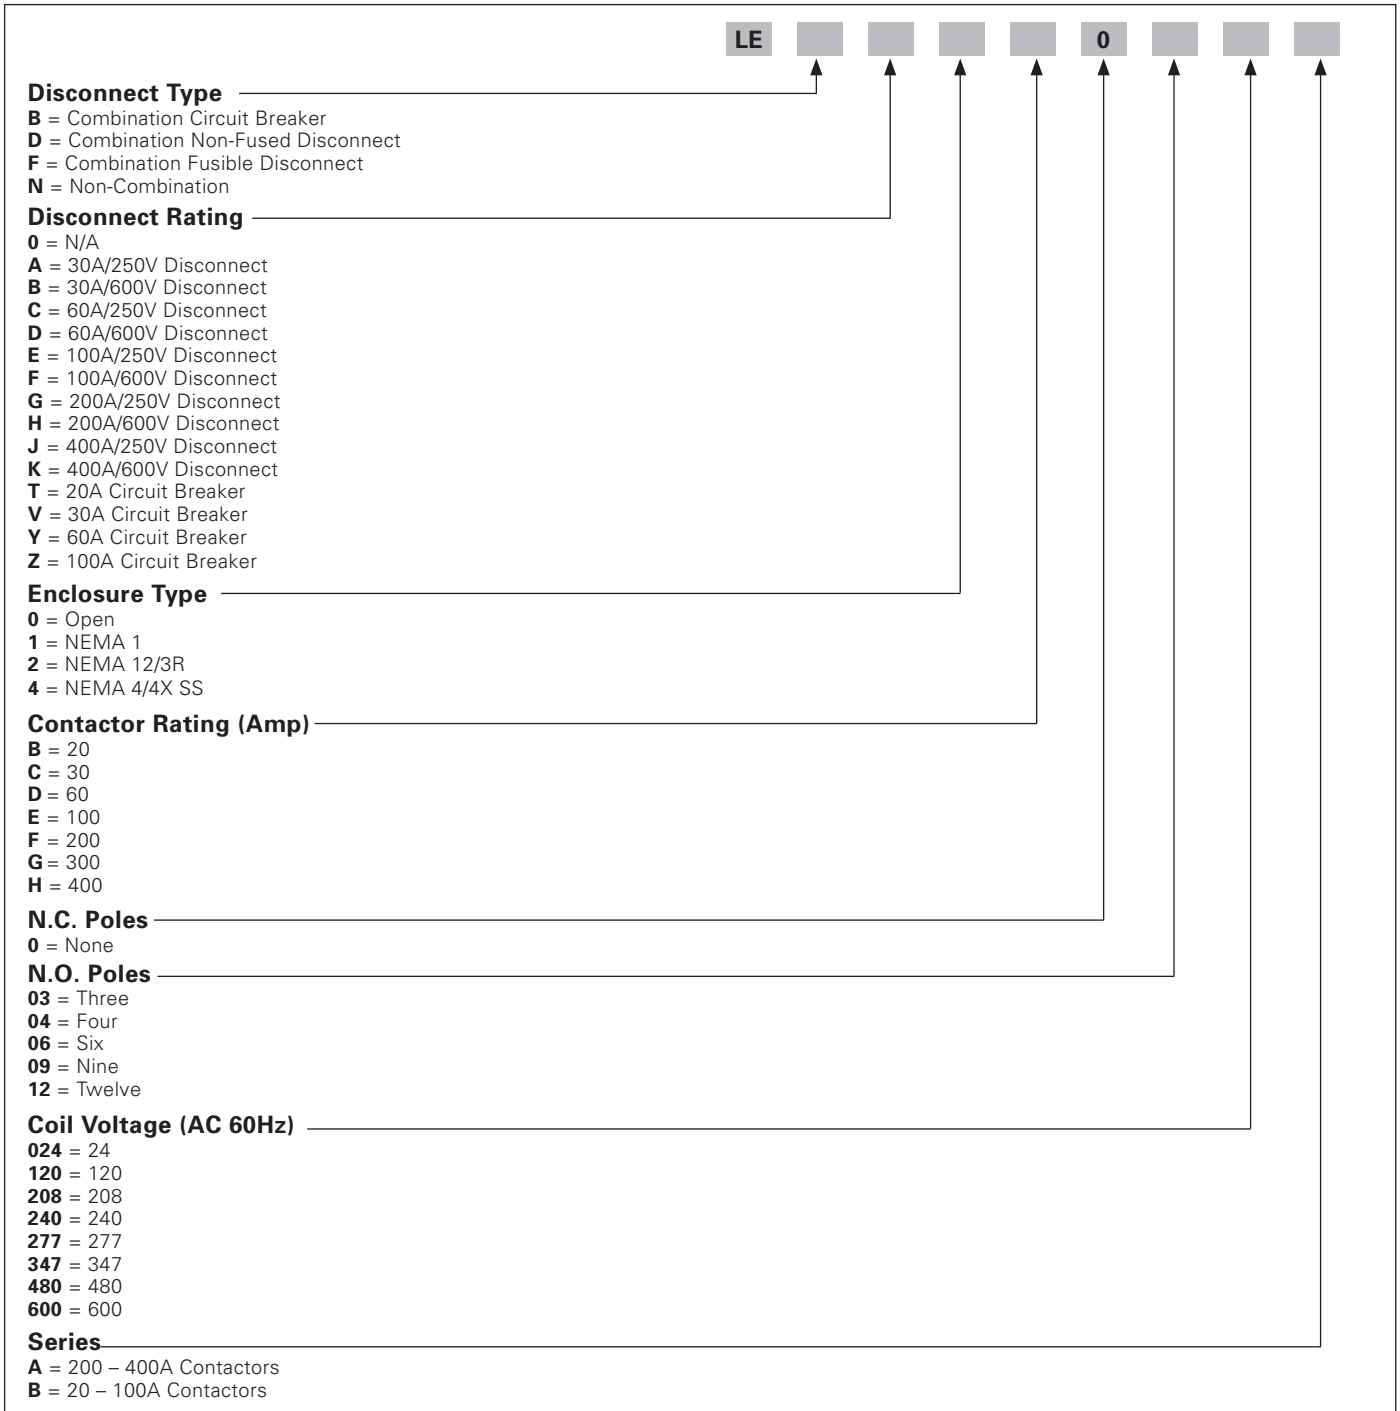 LE 0
Disconnect Type
B = Combination Circuit Breaker
D = Combination Non-Fused Disconnect
F = Combination Fusible Disconnect
N = Non-Combination
Disconnect Rating
0 = N/A
A = 30A/250V Disconnect
B = 30A/600V Disconnect
C = 60A/250V Disconnect
D = 60A/600V Disconnect
E = 100A/250V Disconnect
F = 100A/600V Disconnect
G = 200A/250V Disconnect
H = 200A/600V Disconnect
J = 400A/250V Disconnect
K = 400A/600V Disconnect
T = 20A Circuit Breaker
V = 30A Circuit Breaker
Y = 60A Circuit Breaker
Z = 100A Circuit Breaker
Enclosure Type
0 = Open
1 = NEMA 1
2 = NEMA 12/3R
4 = NEMA 4/4X SS
Contactor Rating (Amp)
B = 20
C = 30
D = 60
E = 100
F = 200
G = 300
H = 400
N.C. Poles
0 = None
N.O. Poles
03 = Three
04 = Four
06 = Six
09 = Nine
12 = Twelve
Coil Voltage (AC 60Hz)
024 = 24
120 = 120
208 = 208
240 = 240
277 = 277
347 = 347
480 = 480
600 = 600
Series
A = 200 – 400A Contactors
B = 20 – 100A Contactors